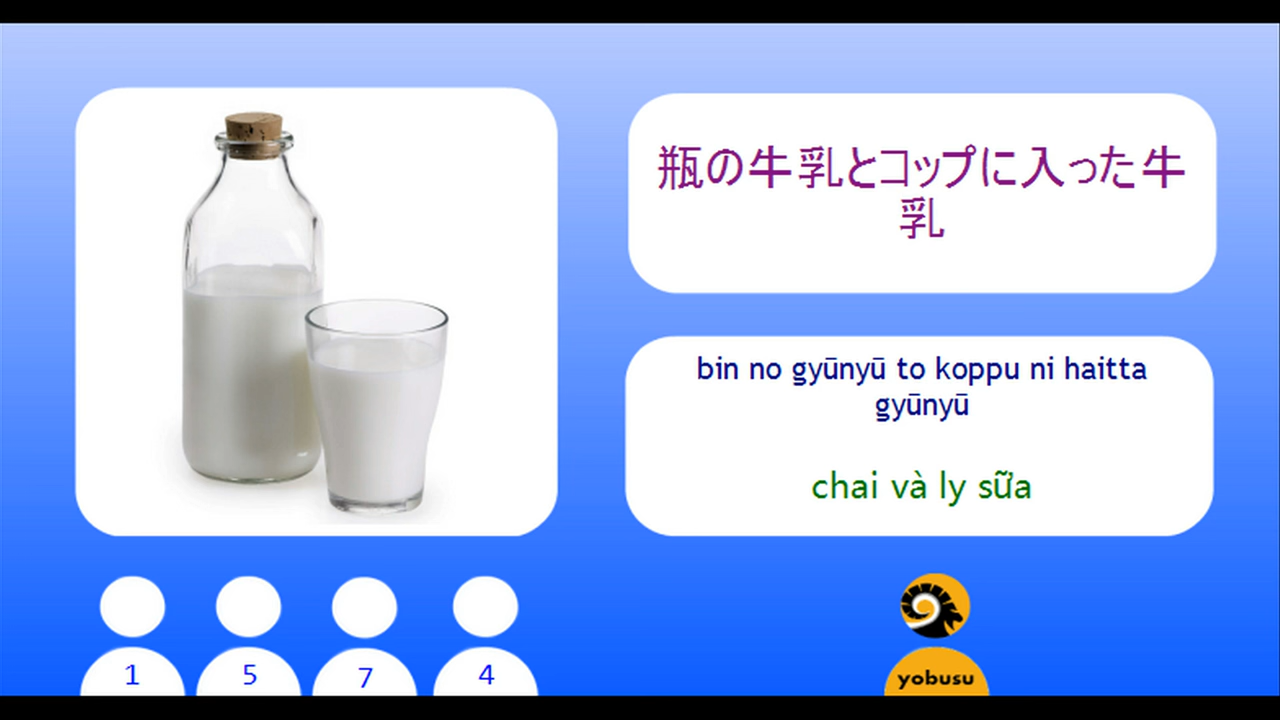 瓶の牛乳とコップに入った牛
乳
bin no gyūnyū to koppu ni haitta
gyūnyū
chai và ly sữa
1 5 7 4
yobusu